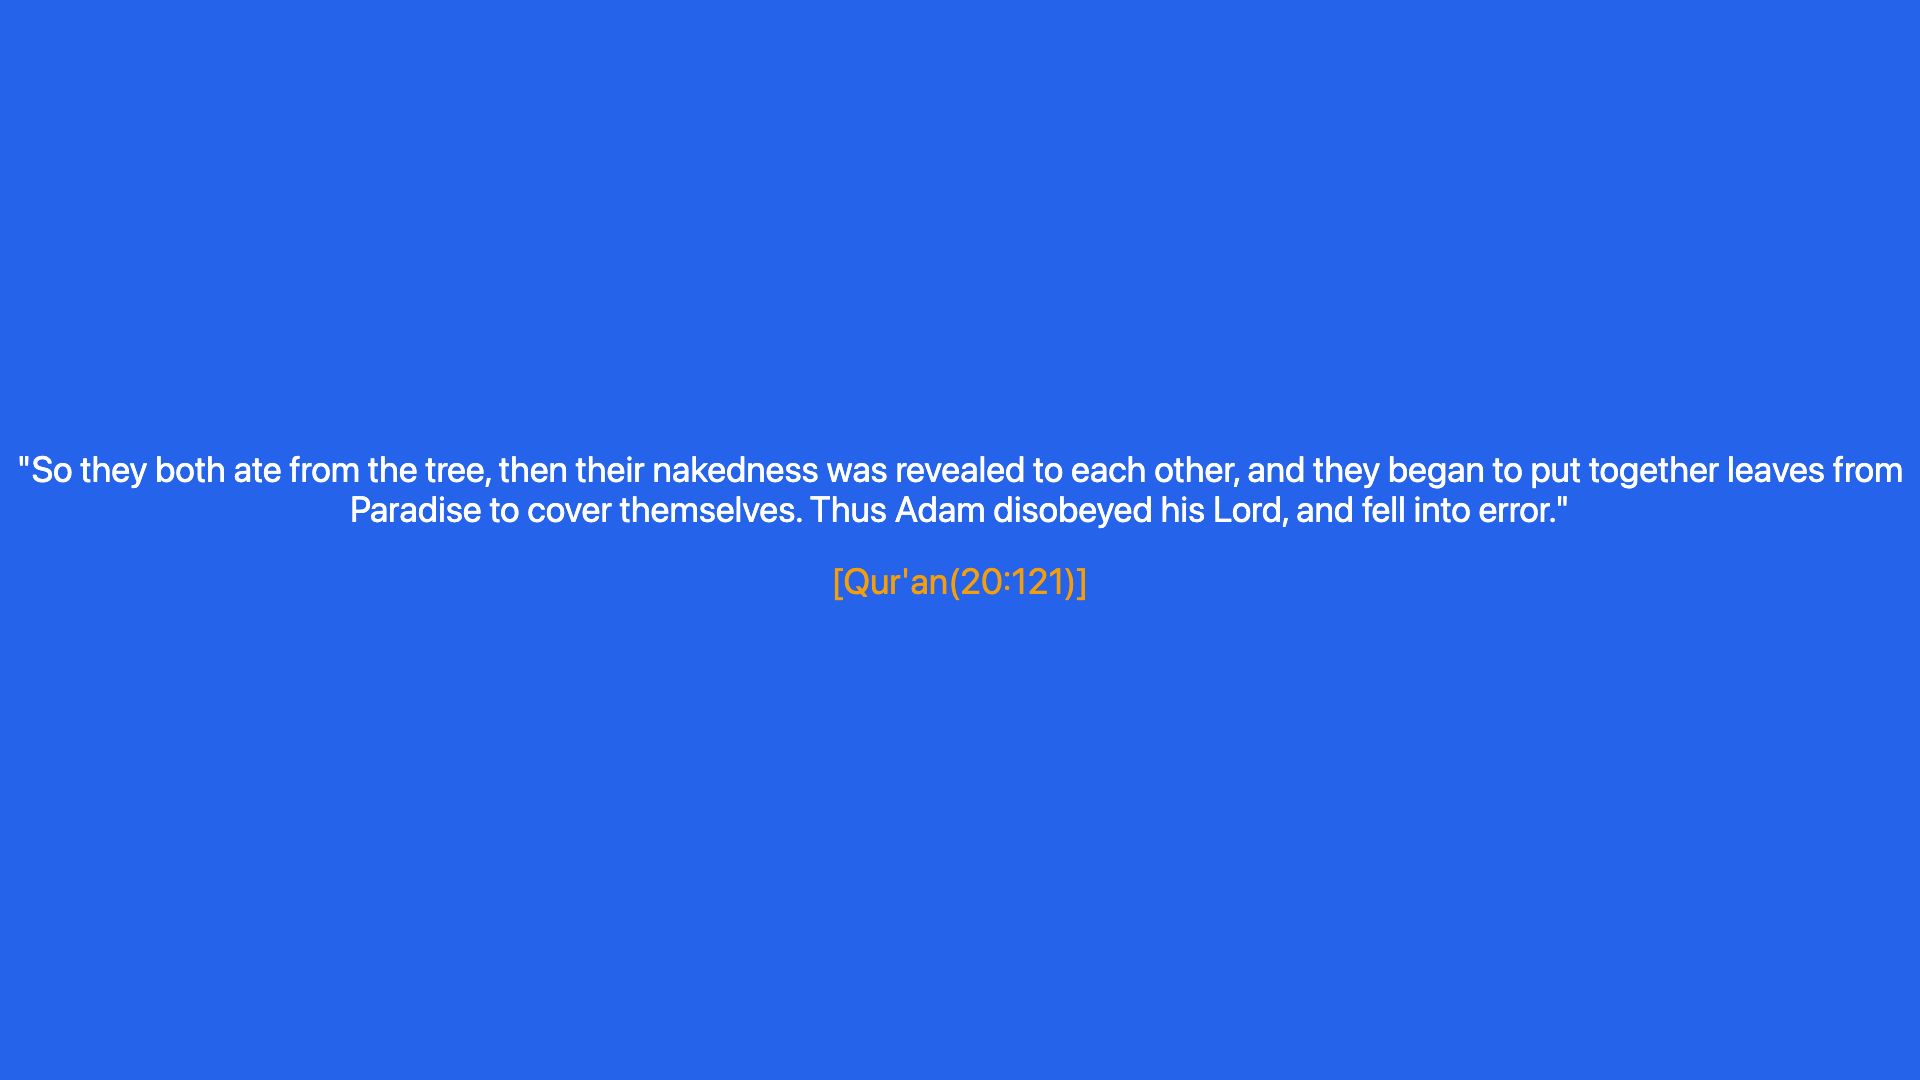 "So they both ate from the tree, then their nakedness was revealed to each other, and they began to put together leaves from
Paradise to cover themselves. Thus Adam disobeyed his Lord, and fell into error."
[Qur'an(20:121)]